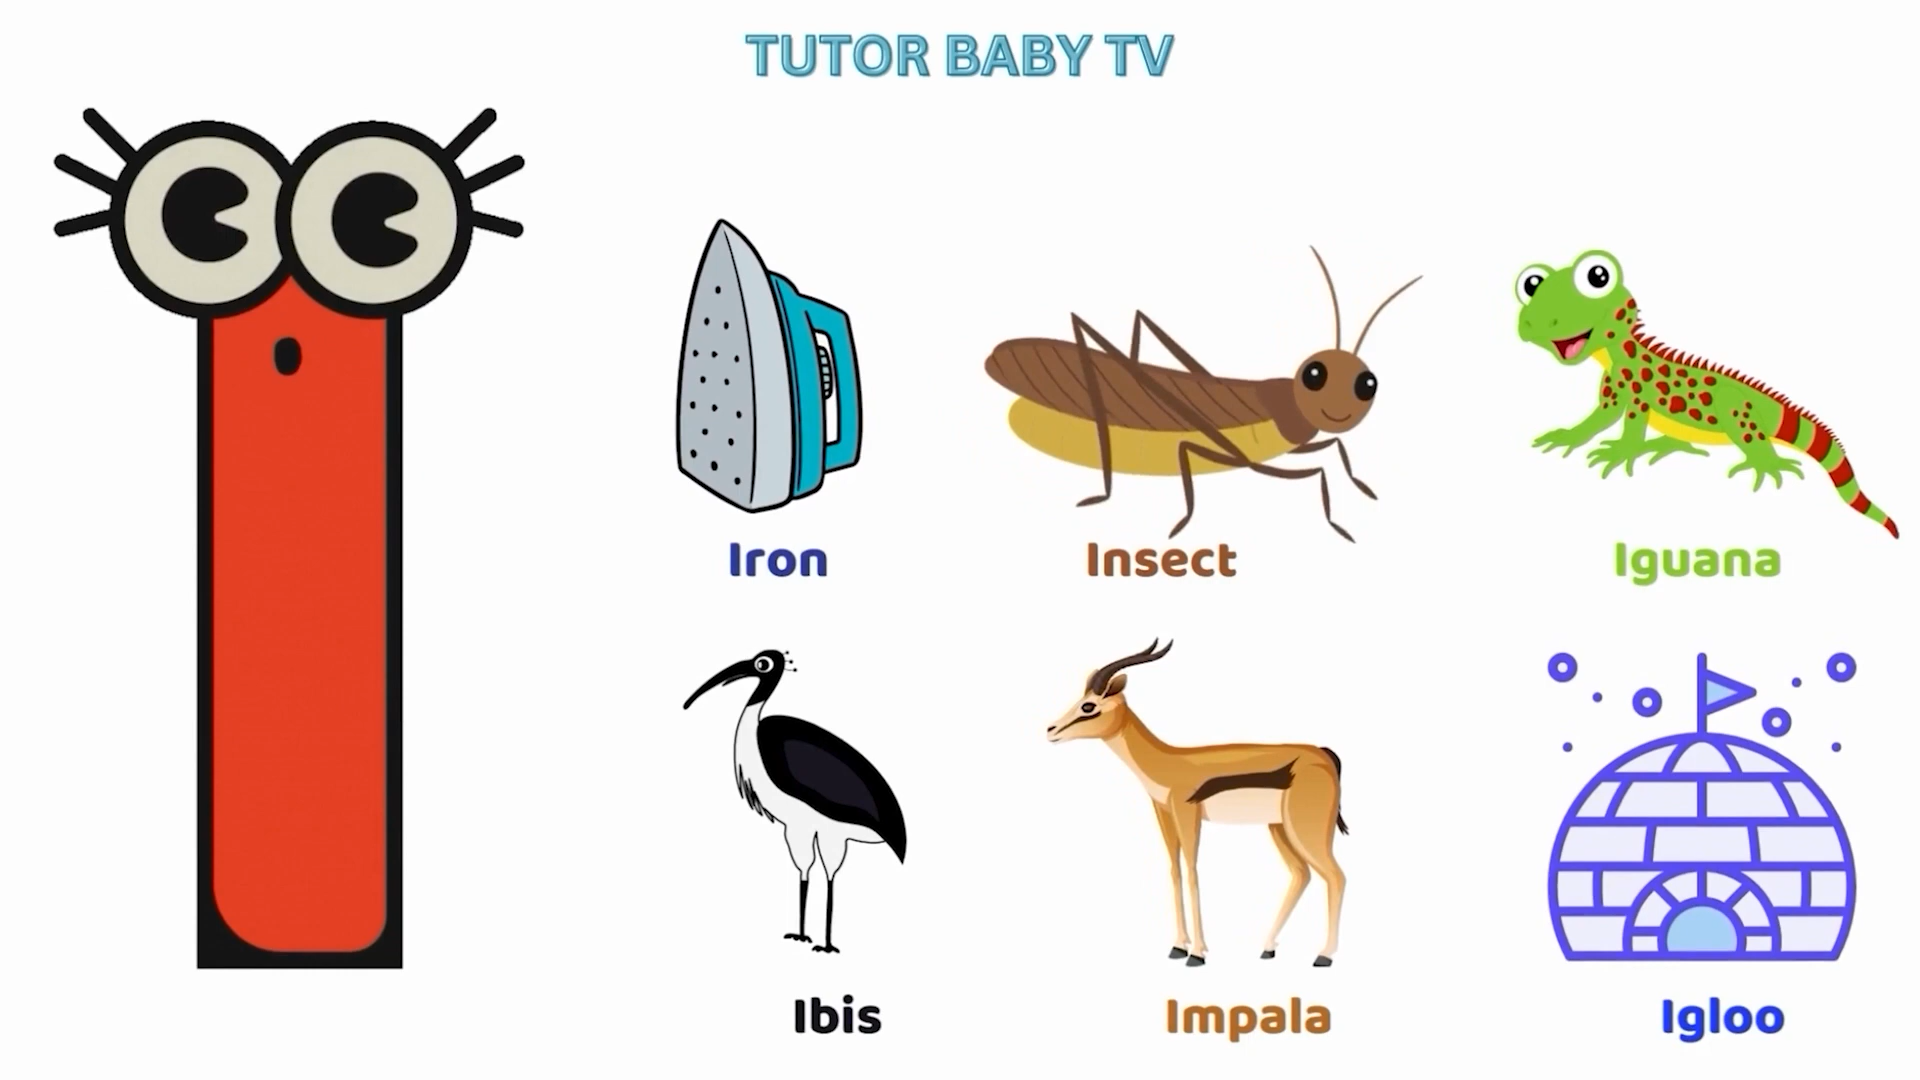 TUTOR BABY TV
I
Iron
Insect
Iguana
Ibis
Impala
Igloo